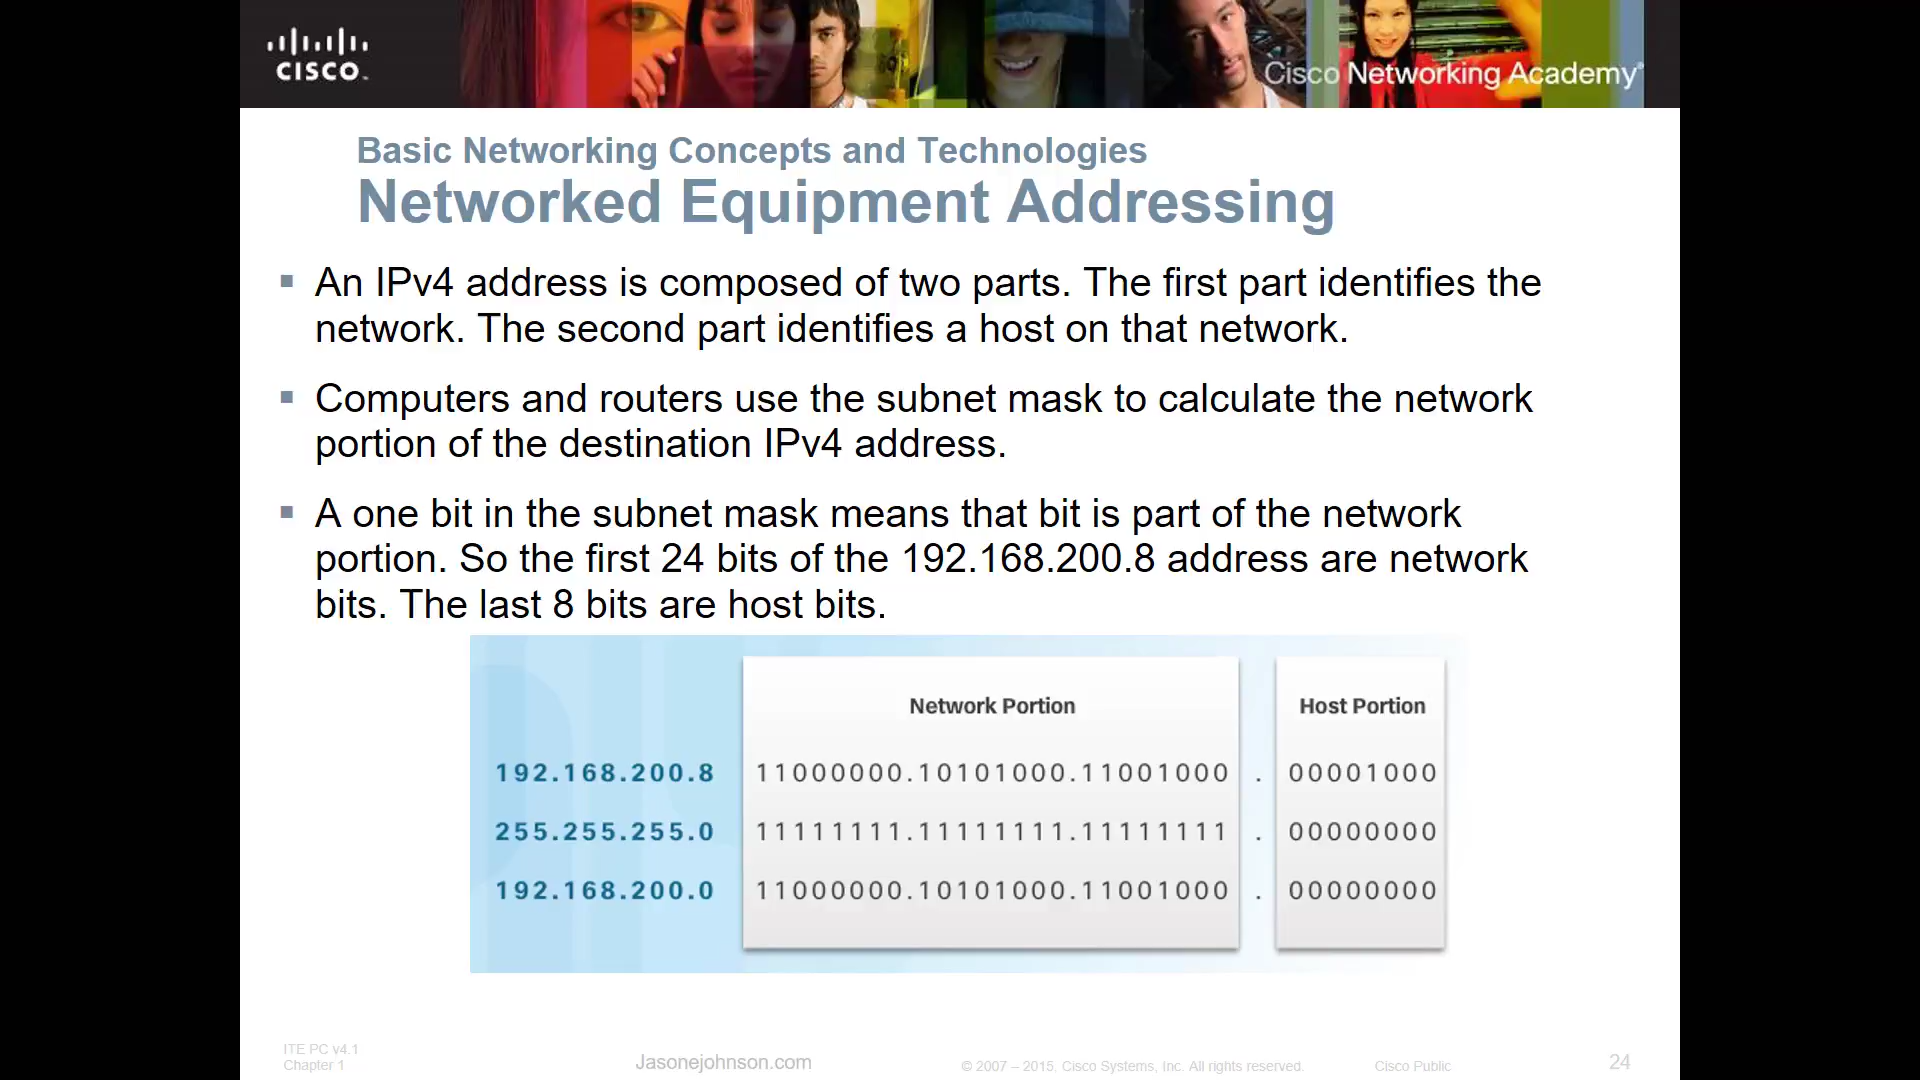 CISCO
Cisco Networking Academy®
Basic Networking Concepts and Technologies
Networked Equipment Addressing
▪ An IPv4 address is composed of two parts. The first part identifies the
network. The second part identifies a host on that network.
▪ Computers and routers use the subnet mask to calculate the network
portion of the destination IPv4 address.
▪ A one bit in the subnet mask means that bit is part of the network
portion. So the first 24 bits of the 192.168.200.8 address are network
bits. The last 8 bits are host bits.
Network Portion Host Portion
192.168.200.8 11000000.10101000.11001000 . 00001000
255.255.255.0 11111111.11111111.11111111 . 00000000
192.168.200.0 11000000.10101000.11001000 . 00000000
ITE PC v4.1
Chapter 1
Jasonejohnson.com
© 2007 – 2015, Cisco Systems, Inc. All rights reserved.
Cisco Public
24